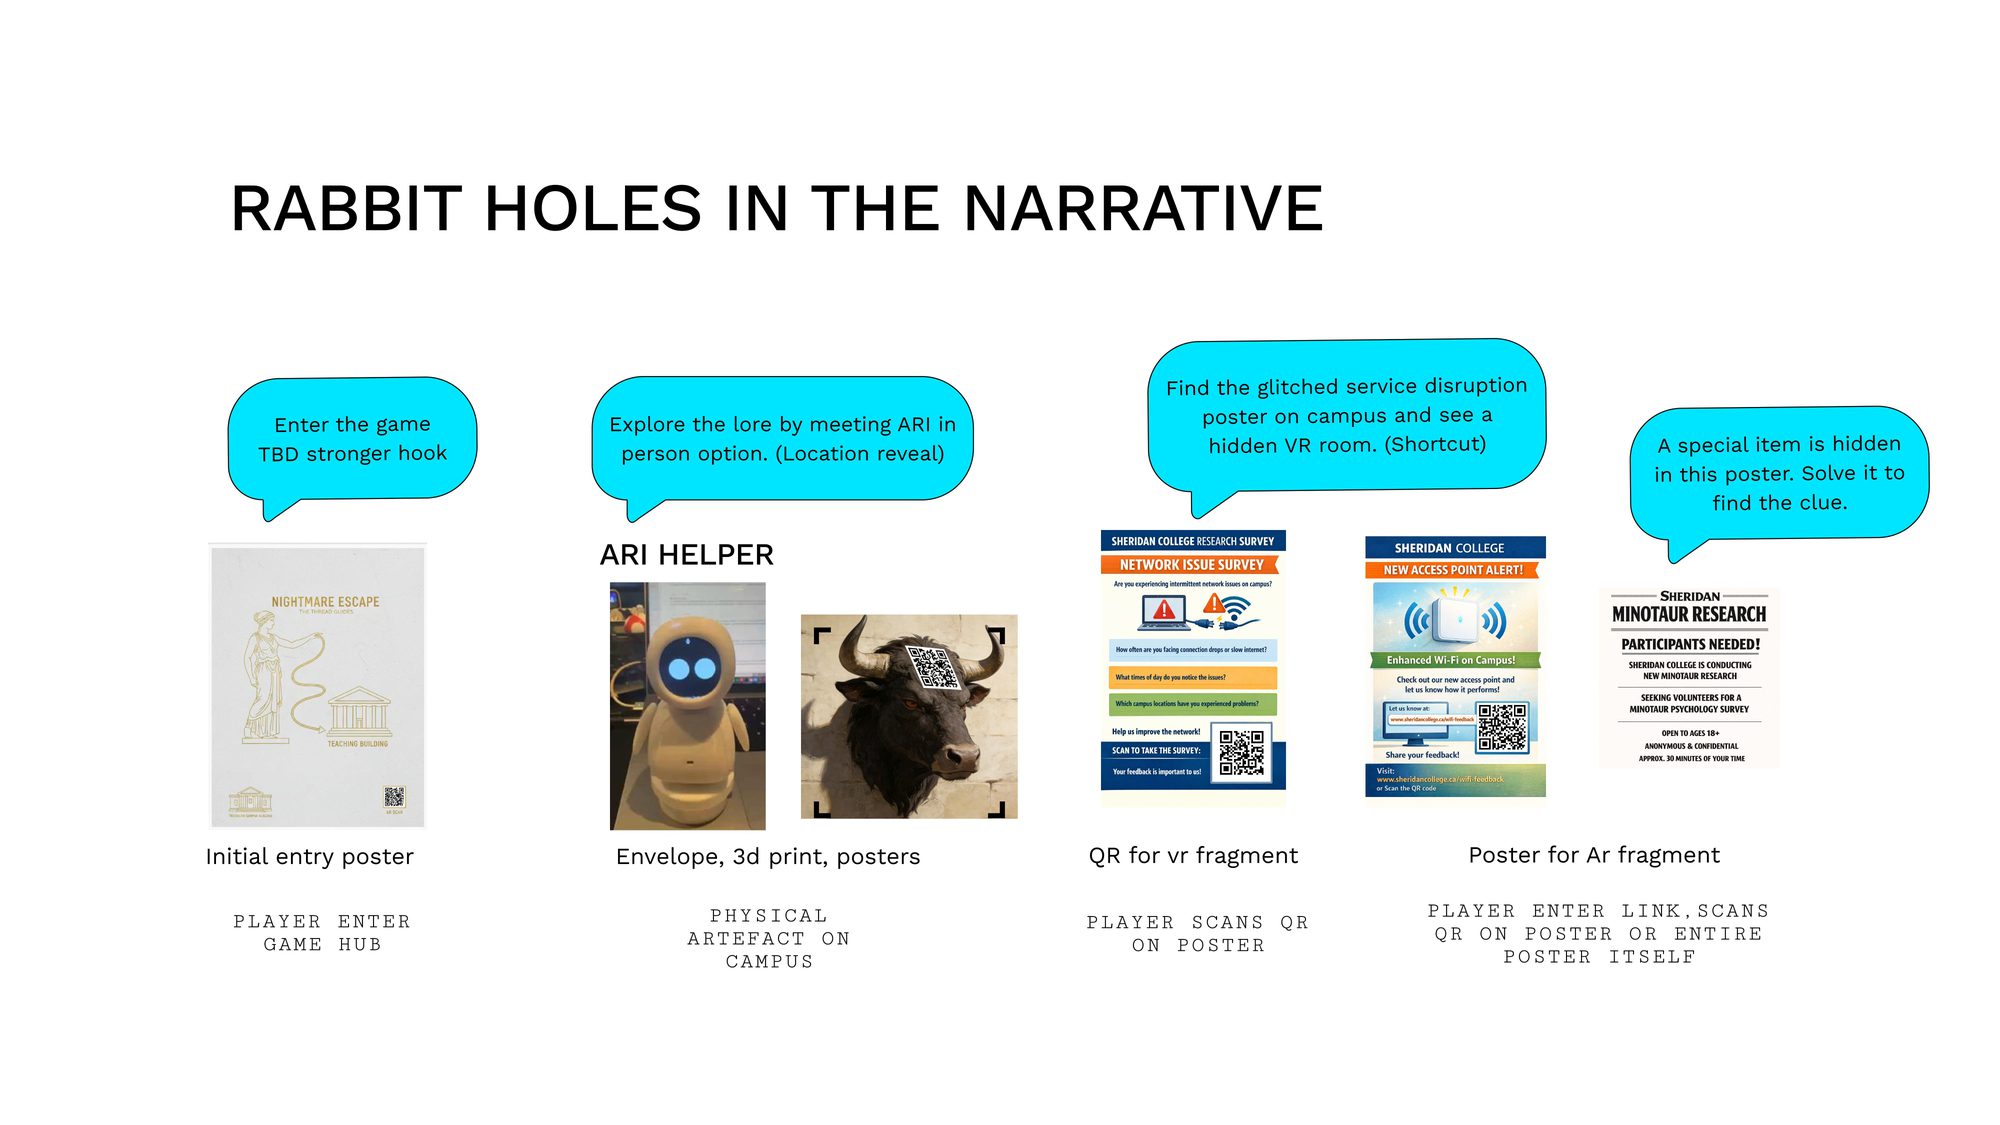 RABBIT HOLES IN THE NARRATIVE
Enter the game
TBD stronger hook
Explore the lore by meeting ARI in
person option. (Location reveal)
Find the glitched service disruption
poster on campus and see a
hidden VR room. (Shortcut)
A special item is hidden
in this poster. Solve it to
find the clue.
NIGHTMARE ESCAPE
THE THREAD GUIDES
TEACHING BUILDING
ARI HELPER
SHERIDAN COLLEGE RESEARCH SURVEY
NETWORK ISSUE SURVEY
Are you experiencing intermittent network issues on campus?
How often are you facing connection drops or slow internet?
What times of day do you notice the issues?
Which campus locations have you experienced problems?
Help us improve the network!
SCAN TO TAKE THE SURVEY:
Your feedback is important to us!
SHERIDAN COLLEGE
NEW ACCESS POINT ALERT!
Enhanced Wi-Fi on Campus!
Check out our new access point and
let us know how it performs!
Let us know at:
www.sheridancollege.ca/wifi-feedback
Share your feedback!
Visit:
www.sheridancollege.ca/wifi-feedback
or Scan the QR code
SHERIDAN
MINOTAUR RESEARCH
PARTICIPANTS NEEDED!
SHERIDAN COLLEGE IS CONDUCTING
NEW MINOTAUR RESEARCH
SEEKING VOLUNTEERS FOR A
MINOTAUR PSYCHOLOGY SURVEY
OPEN TO AGES 18+
ANONYMOUS & CONFIDENTIAL
APPROX. 30 MINUTES OF YOUR TIME
Initial entry poster
Envelope, 3d print, posters
QR for vr fragment
Poster for Ar fragment
PLAYER ENTER
GAME HUB
PHYSICAL
ARTEFACT ON
CAMPUS
PLAYER SCANS QR
ON POSTER
PLAYER ENTER LINK,SCANS
QR ON POSTER OR ENTIRE
POSTER ITSELF